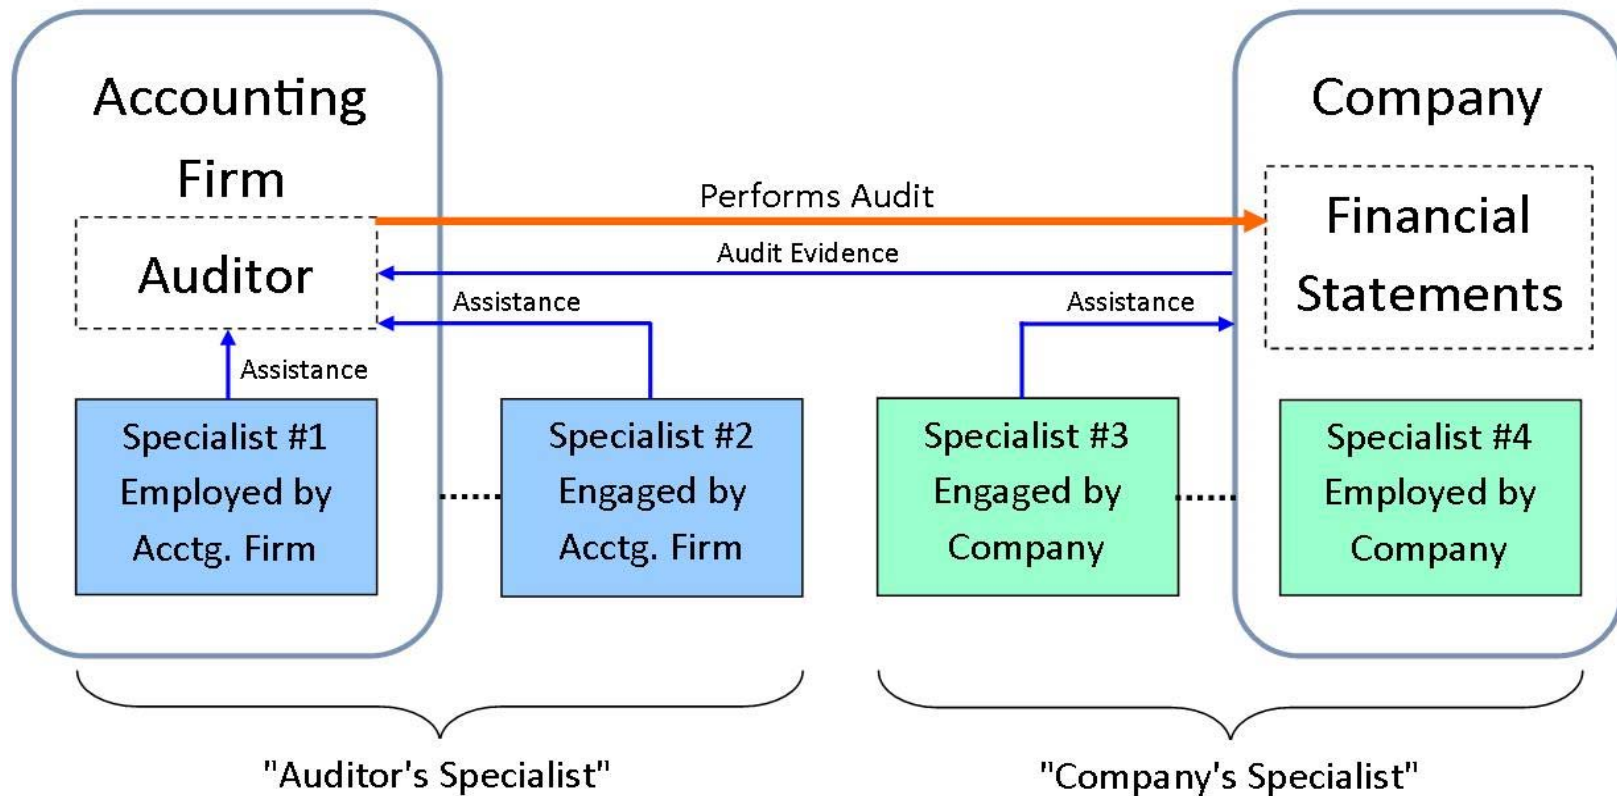 Accounting
Firm
Auditor
Company
Financial
Statements
Performs Audit
Audit Evidence
Assistance
Assistance
Assistance
Specialist #1
Employed by
Acctg. Firm
Specialist #2
Engaged by
Acctg. Firm
Specialist #3
Engaged by
Company
Specialist #4
Employed by
Company
"Auditor's Specialist"
"Company's Specialist"